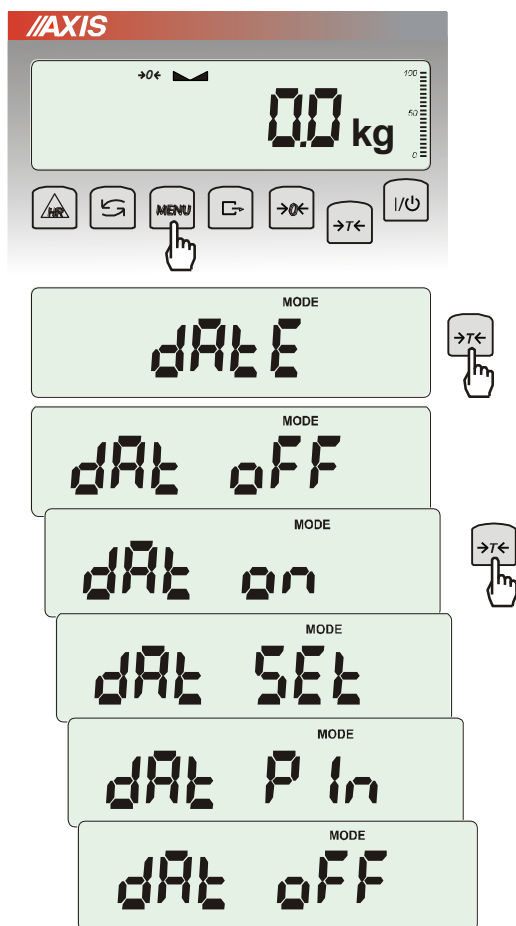 //AXIS
→0←
100
50
0
0.0 kg
HR
MENU
→0←
→T←
I/⏻
MODE
dAtE
→T←
MODE
dAt oFF
MODE
dAt on
→T←
MODE
dAt SEt
MODE
dAt PIn
MODE
dAt oFF